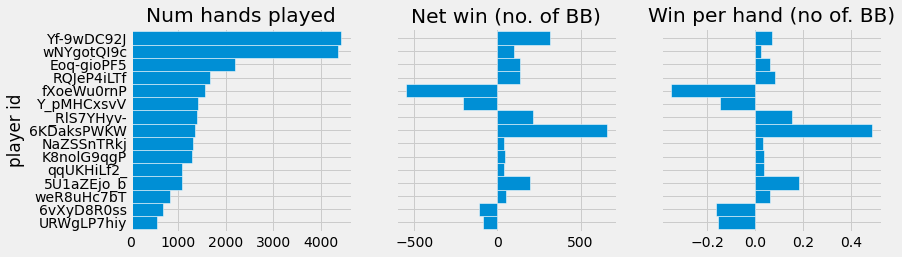 Num hands played
Net win (no. of BB)
Win per hand (no of. BB)
player id
Yf-9wDC92J
wNYgotQI9c
Eoq-gioPF5
RQJeP4iLTf
fXoeWu0rnP
Y_pMHCxsvV
RlS7YHyv-
6KDaksPWKW
NaZSSnTRkj
K8nolG9qgP
qqUKHiLf2_
5U1aZEjo_b
weR8uHc7bT
6vXyD8R0ss
URWgLP7hiy
0 1000 2000 3000 4000
−500 0 500
−0.2 0.0 0.2 0.4